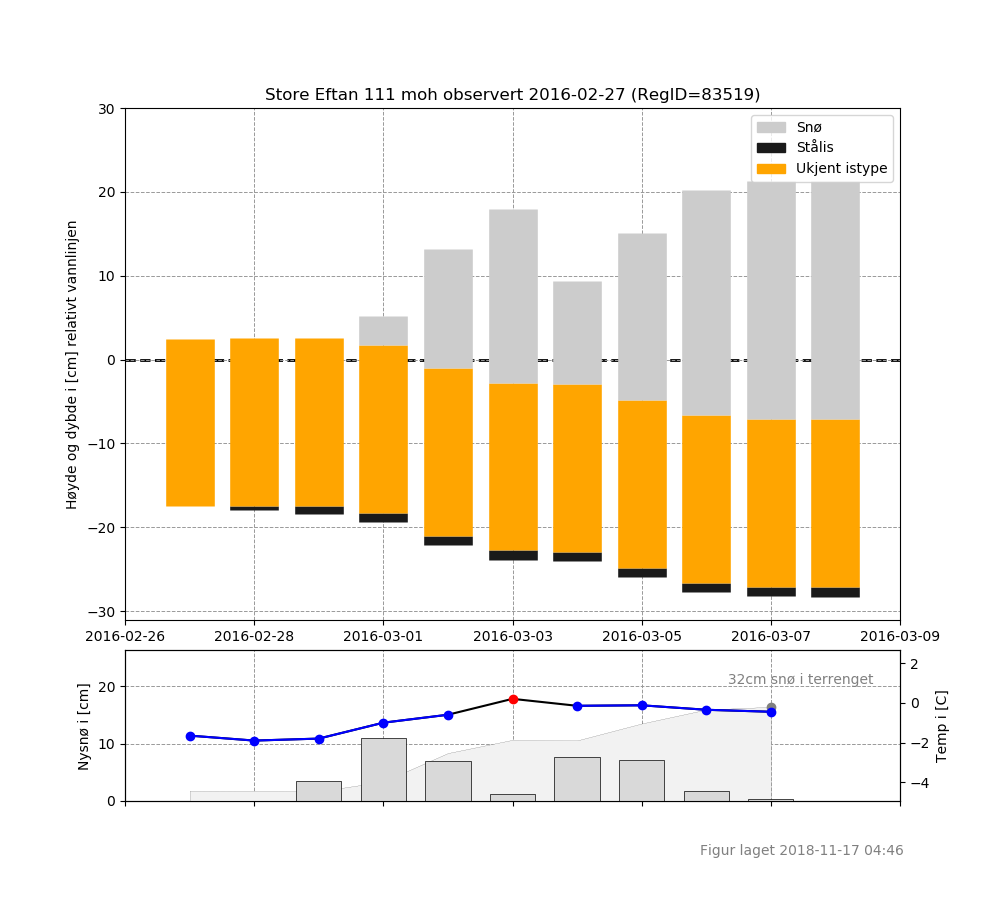 Store Eftan 111 moh observert 2016-02-27 (RegID=83519)
Høyde og dybde i [cm] relativt vannlinjen
30
20
10
0
−10
−20
−30
Snø
Stålis
Ukjent istype
2016-02-26 2016-02-28 2016-03-01 2016-03-03 2016-03-05 2016-03-07 2016-03-09
Nysnø i [cm]
20
10
0
32cm snø i terrenget
2
0
−2
−4
Temp i [C]
Figur laget 2018-11-17 04:46